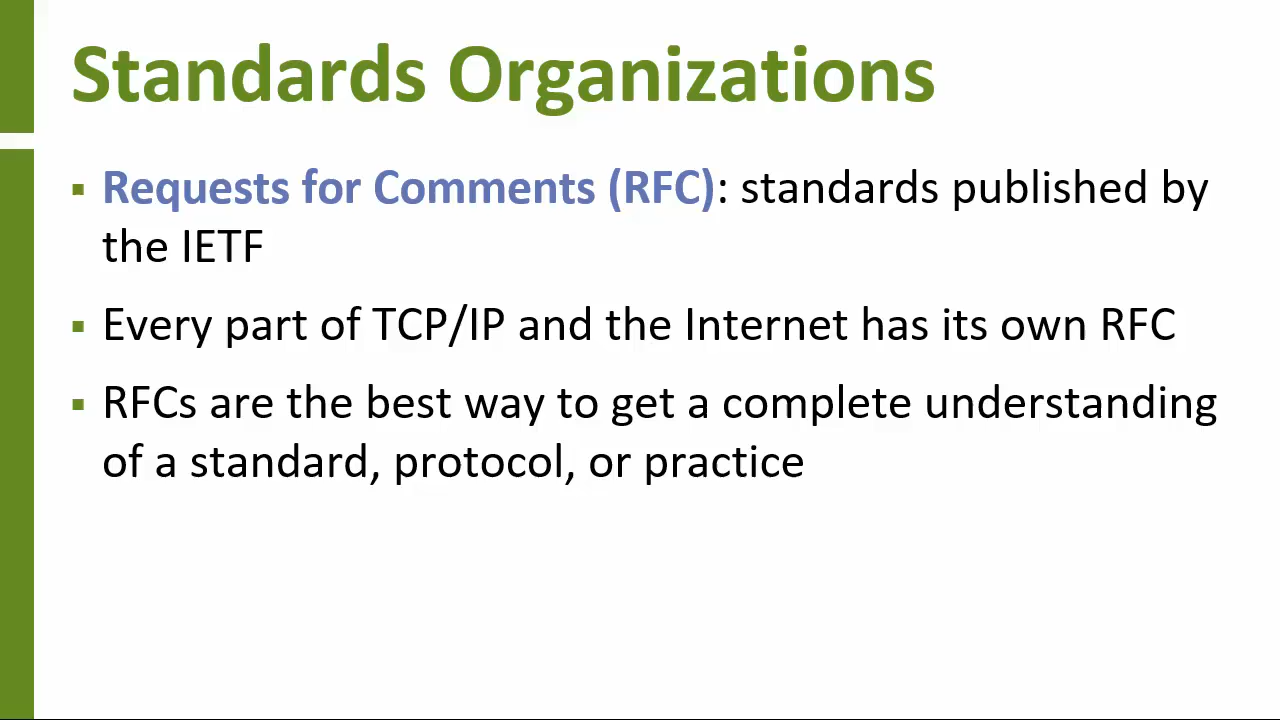 Standards Organizations
▪ Requests for Comments (RFC): standards published by
the IETF
▪ Every part of TCP/IP and the Internet has its own RFC
▪ RFCs are the best way to get a complete understanding
of a standard, protocol, or practice